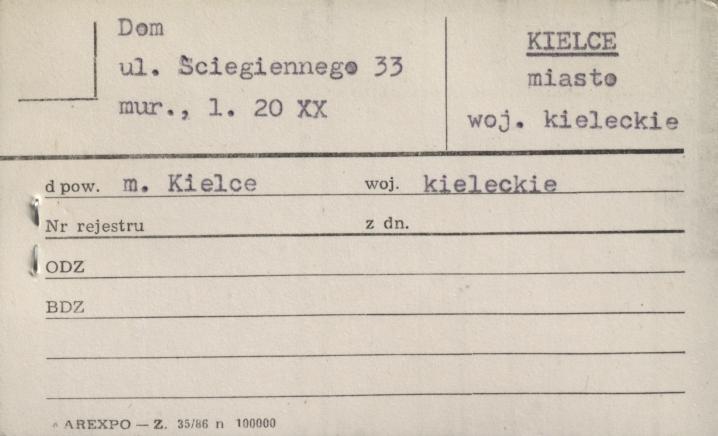 Dom
ul. Ściegiennego 33
mur., l. 20 XX
KIELCE
miasto
woj. kieleckie
d pow. m. Kielce woj. kieleckie
Nr rejestru z dn.
ODZ
BDZ
AREXPO — Z. 35/86 n 100000